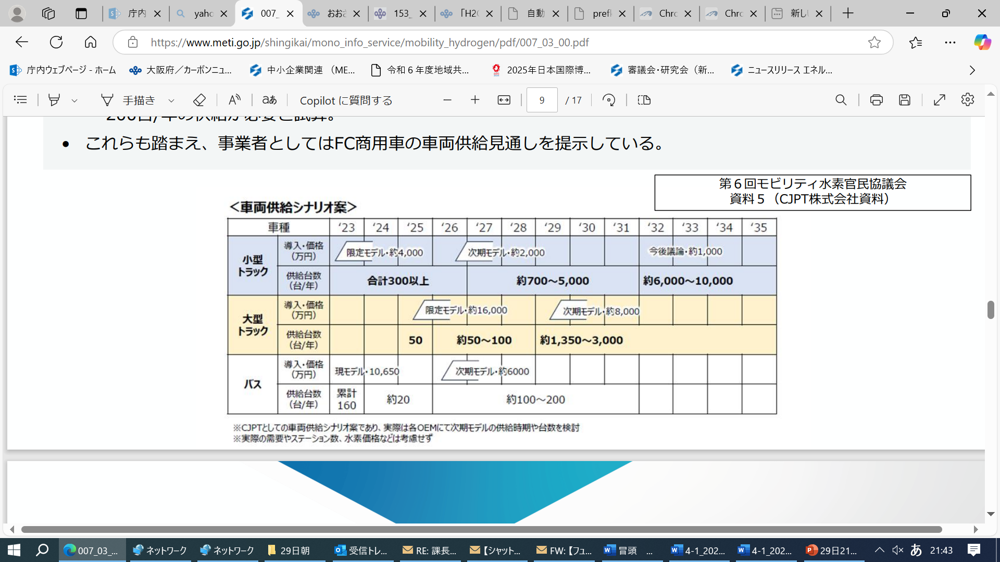 庁内
yaho
007_
おおさ
153_
「H2O
自動
prefl
Chro
Chro
新しい
https://www.meti.go.jp/shingikai/mono_info_service/mobility_hydrogen/pdf/007_03_00.pdf
庁内ウェブページ - ホーム
大阪府／カーボンニュ...
中小企業関連 （ME...
令和６年度地域共...
2025年日本国際博...
審議会・研究会（新...
ニュースリリース エネル...
手描き
aあ
Copilot に質問する
9
/ 17
• これらも踏まえ、事業者としてはFC商用車の車両供給見通しを提示している。
第６回モビリティ水素官民協議会
資料５（CJPT株式会社資料）
＜車両供給シナリオ案＞
車種 ‘23 ‘24 ‘25 ‘26 ‘27 ‘28 ‘29 ‘30 ‘31 ‘32 ‘33 ‘34 ‘35
小型
トラック
導入・価格
（万円）
限定モデル・約4,000 次期モデル・約2,000 今後議論・約1,000
供給台数
（台/年）
合計300以上 約700～5,000 約6,000～10,000
大型
トラック
導入・価格
（万円）
限定モデル・約16,000 次期モデル・約8,000
供給台数
（台/年）
50 約50～100 約1,350～3,000
バス
導入・価格
（万円）
現モデル・10,650 次期モデル・約6000
供給台数
（台/年）
累計
160
約20 約100～200
※CJPTとしての車両供給シナリオ案であり、実際は各OEMにて次期モデルの供給時期や台数を検討
※実際の需要やステーション数、水素価格などは考慮せず
007_03_...
ネットワーク
ネットワーク
29日朝
受信トレ...
RE: 課長...
【シャット...
FW: 【フュ...
冒頭 ...
4-1_202...
4-1_202...
29日21...
あ
21:43